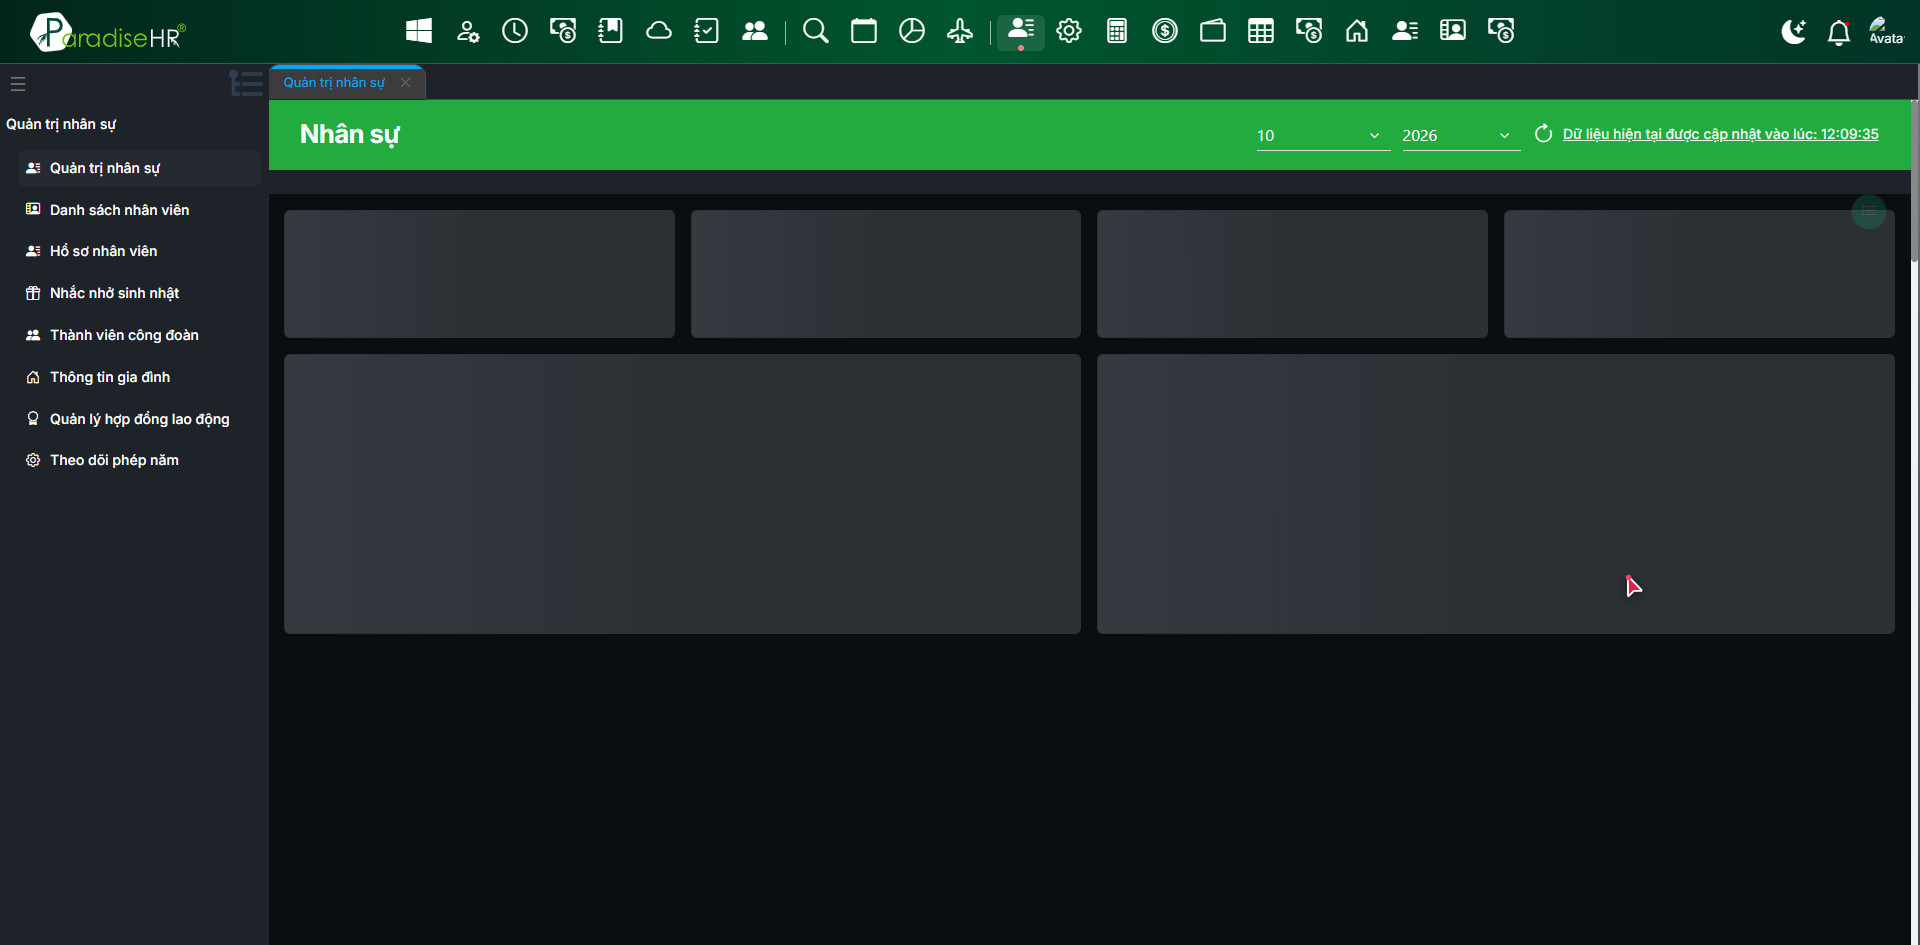 ParadiseHR®
Avata
Quản trị nhân sự
Quản trị nhân sự
Nhân sự
10
2026
Dữ liệu hiện tại được cập nhật vào lúc: 12:09:35
Quản trị nhân sự
Danh sách nhân viên
Hồ sơ nhân viên
Nhắc nhở sinh nhật
Thành viên công đoàn
Thông tin gia đình
Quản lý hợp đồng lao động
Theo dõi phép năm